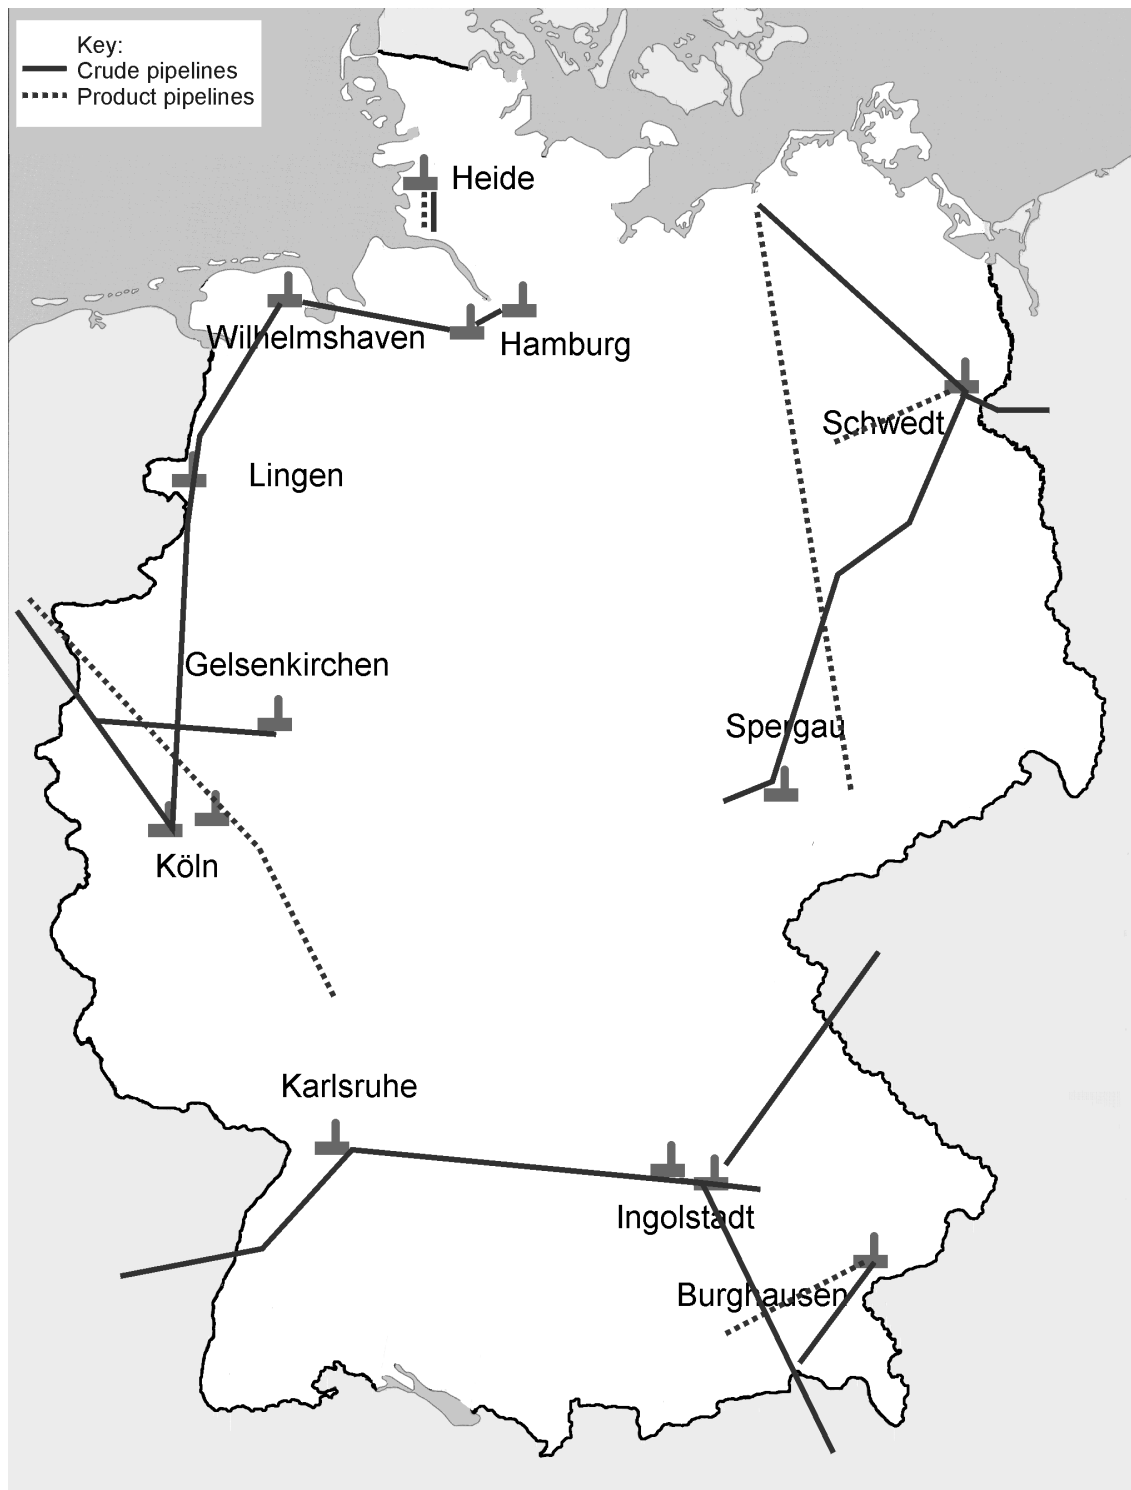 Key:
Crude pipelines
Product pipelines
Heide
Wilhelmshaven
Hamburg
Schwedt
Lingen
Gelsenkirchen
Spergau
Köln
Karlsruhe
Ingolstadt
Burghausen